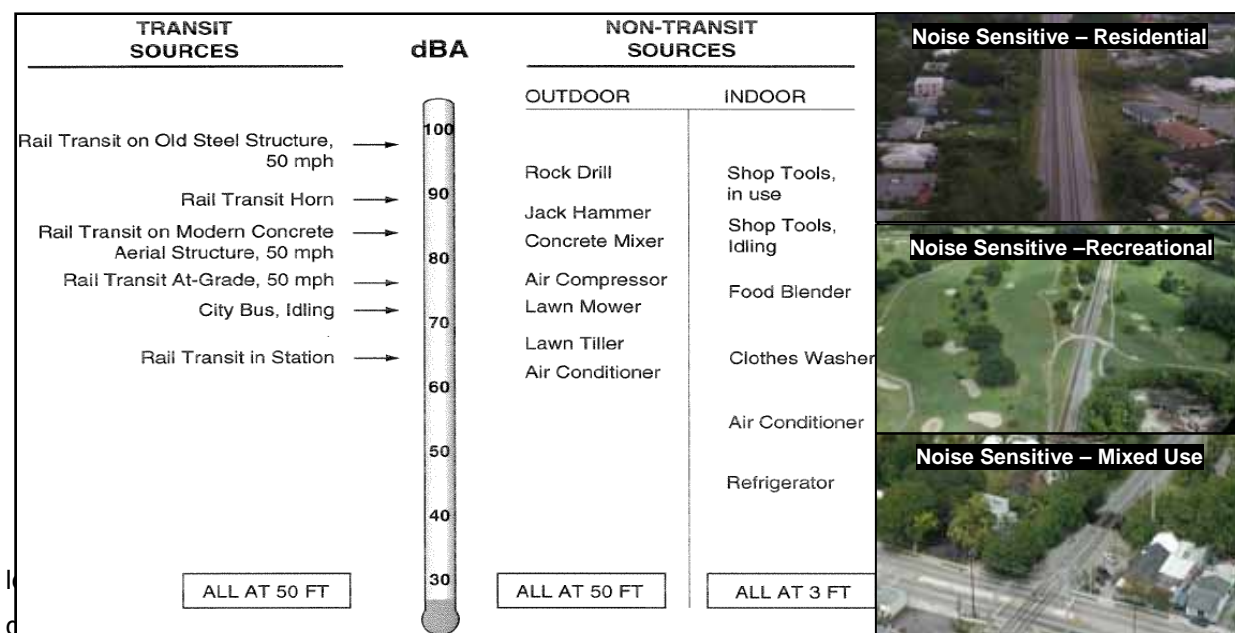 TRANSIT
SOURCES
Rail Transit on Old Steel Structure,
50 mph
Rail Transit Horn
Rail Transit on Modern Concrete
Aerial Structure, 50 mph
Rail Transit At-Grade, 50 mph
City Bus, Idling
Rail Transit in Station
ALL AT 50 FT
dBA
100
90
80
70
60
50
40
30
NON-TRANSIT
SOURCES
OUTDOOR
Rock Drill
Jack Hammer
Concrete Mixer
Air Compressor
Lawn Mower
Lawn Tiller
Air Conditioner
ALL AT 50 FT
INDOOR
Shop Tools,
in use
Shop Tools,
Idling
Food Blender
Clothes Washer
Air Conditioner
Refrigerator
ALL AT 3 FT
Noise Sensitive – Residential
Noise Sensitive –Recreational
Noise Sensitive – Mixed Use